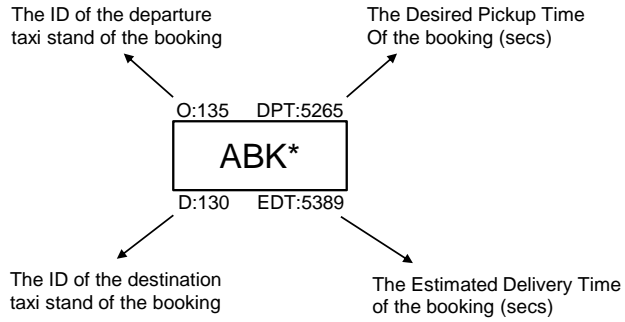 The ID of the departure
taxi stand of the booking
The Desired Pickup Time
Of the booking (secs)
O:135 DPT:5265
ABK*
D:130 EDT:5389
The ID of the destination
taxi stand of the booking
The Estimated Delivery Time
of the booking (secs)